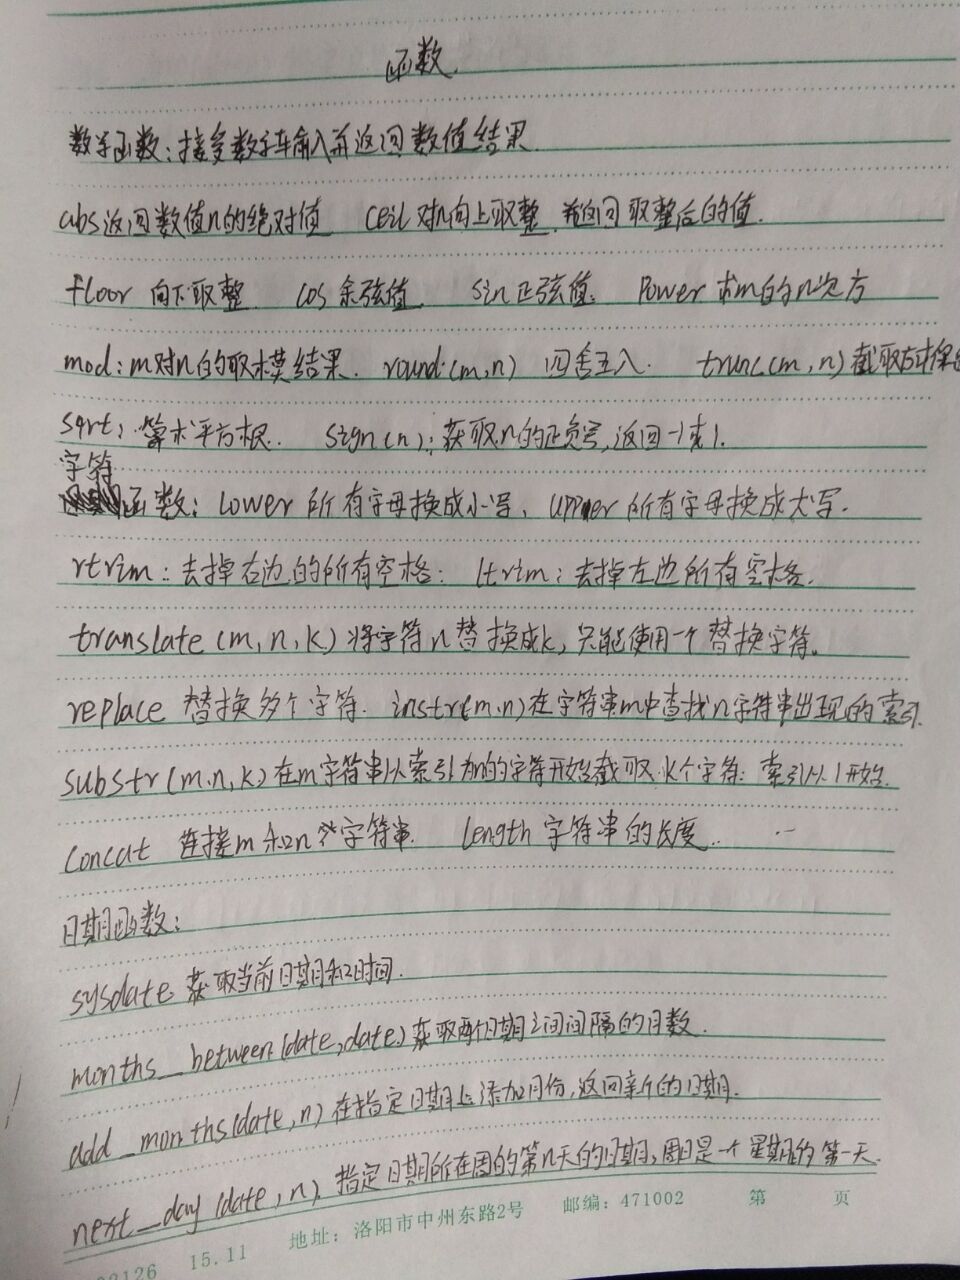 函数
数学函数:接受数字车输入并返回数值结果.
abs返回数值n的绝对值 ceil对n向上取整,并返回取整后的值.
floor 向下取整 cos 余弦值 sin正弦值. Power 求m的n次方
mod:m对n的取模结果. round(m,n) 四舍五入. trunc(m,n)截取
sqrt:算术平方根. sign(n):获取n的正负号,返回-1或1.
字符
函数:lower 所有字母换成小写, upper 所有字母换成大写.
rtrim:去掉右边的所有空格; ltrim:去掉左边所有空格.
translate(m,n,k)将字符n替换成k,只能使用一个替换字符。
replace 替换多个字符. instr(m,n)在字符串m中查找n字符串出现的索引.
substr(m,n,k)在m字符串从索引为n的字符开始截取k个字符;索引从1开始.
concat 连接m和n字符串. length 字符串的长度.
日期函数:
sysdate 获取当前日期和时间.
months_between(date,date)获取两个日期之间间隔的月数.
add_months(date,n)在指定日期上添加月份,返回新的日期.
next_day(date,n),指定日期所在周的第n天的日期,周日是一个星期的第一天.
15.11 地址:洛阳市中州东路2号 邮编:471002 第 页